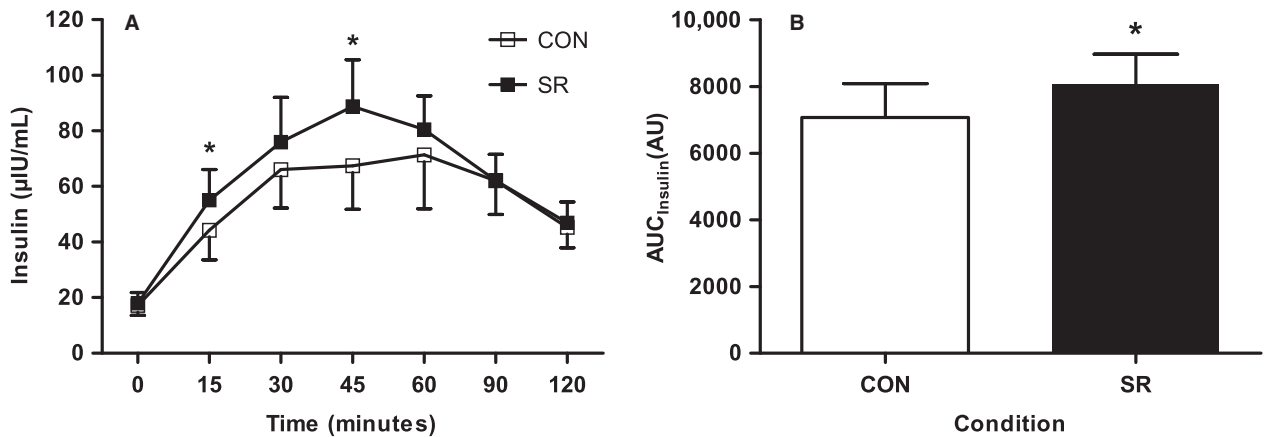 A
Insulin (µIU/mL)
120
100
80
60
40
20
0
*
*
CON
SR
0 15 30 45 60 90 120
Time (minutes)
B
AUCInsulin(AU)
10,000
8000
6000
4000
2000
0
*
CON SR
Condition